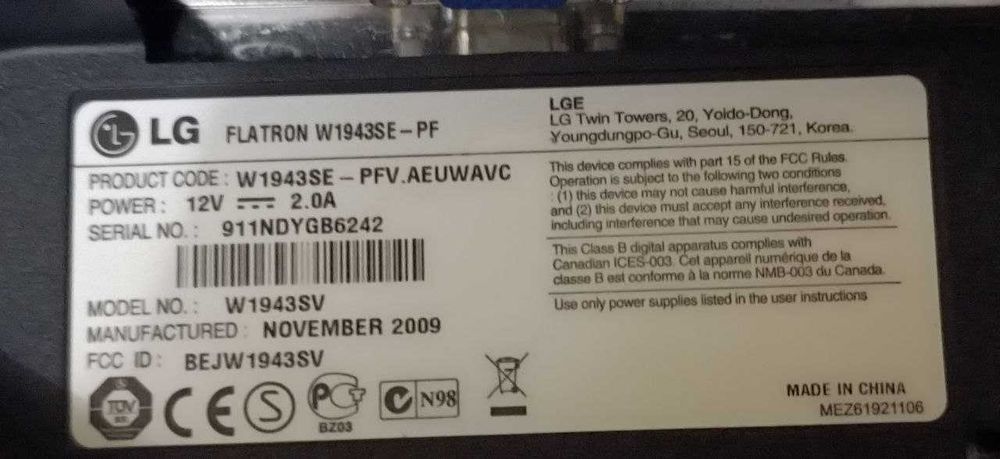 LG FLATRON W1943SE-PF
PRODUCT CODE: W1943SE-PFV.AEUWAVC
POWER: 12V 2.0A
SERIAL NO.: 911NDYGB6242
MODEL NO.: W1943SV
MANUFACTURED: NOVEMBER 2009
FCC ID: BEJW1943SV
TÜV
CE
S
PCT
BZ03
N98
LGE
LG Twin Towers, 20, Yoido-Dong,
Youngdungpo-Gu, Seoul, 150-721, Korea.
This device complies with part 15 of the FCC Rules.
Operation is subject to the following two conditions
: (1) this device may not cause harmful interference,
and (2) this device must accept any interference received,
including interference that may cause undesired operation.
This Class B digital apparatus complies with
Canadian ICES-003. Cet appareil numérique de la
classe B est conforme à la norme NMB-003 du Canada.
Use only power supplies listed in the user instructions
MADE IN CHINA
MEZ61921106